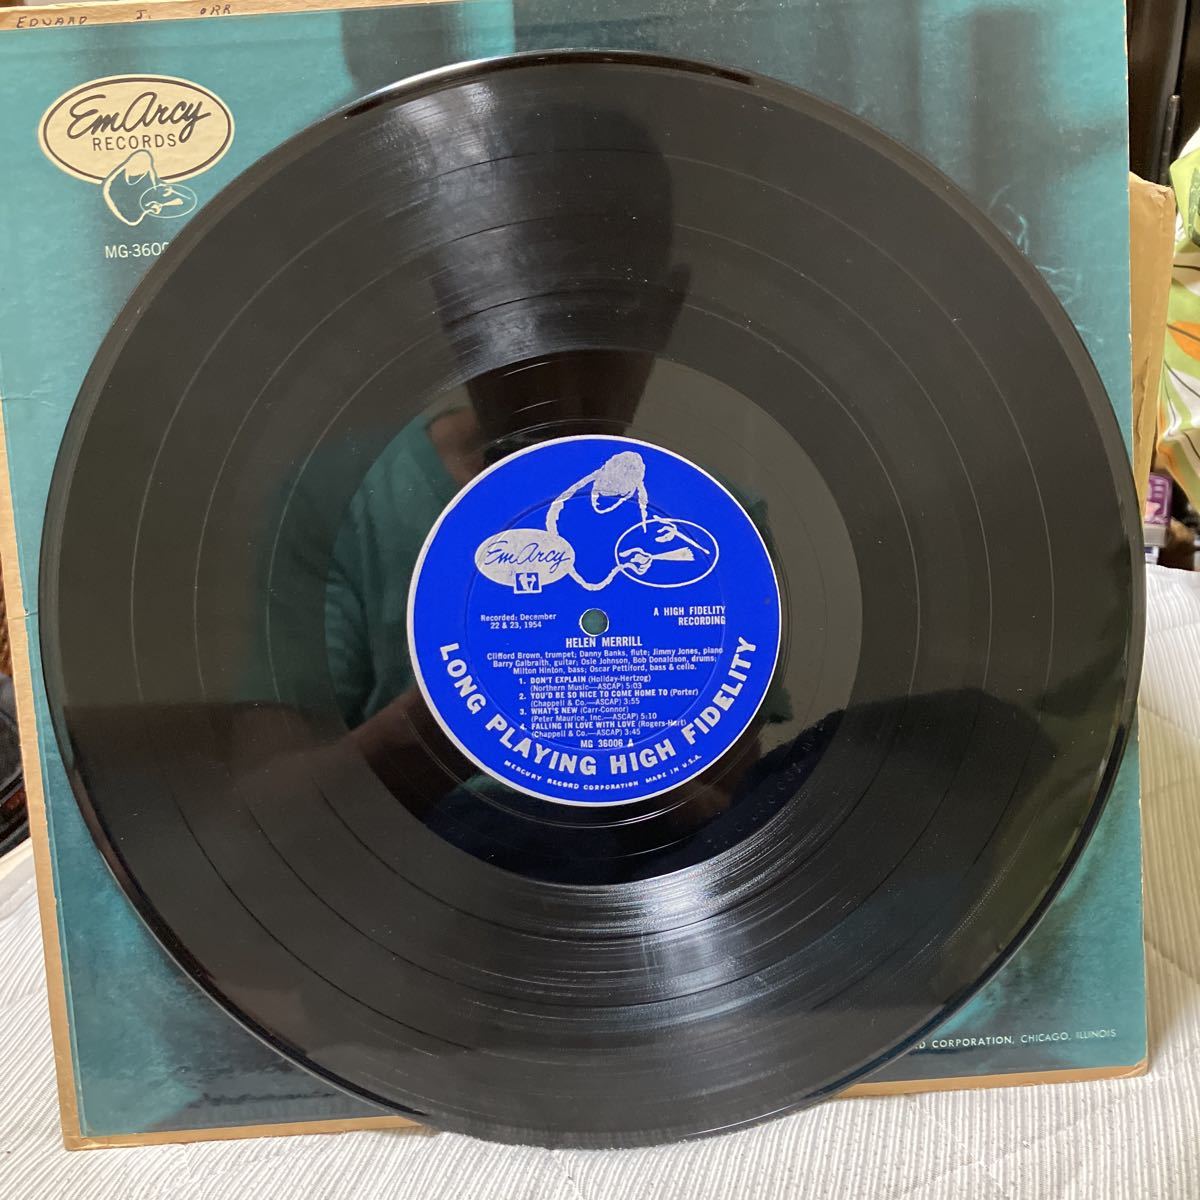 EDWARD J. ORR
EmArcy
RECORDS
MG-3600
EmArcy
Recorded: December
22 & 23, 1954
A HIGH FIDELITY
RECORDING
HELEN MERRILL
Clifford Brown, trumpet; Danny Banks, flute; Jimmy Jones, piano
Barry Galbraith, guitar; Osie Johnson, Bob Donaldson, drums;
Milton Hinton, bass; Oscar Pettiford, bass & cello.
1. DON'T EXPLAIN (Holiday-Hertzog)
(Northern Music—ASCAP) 5:03
2. YOU'D BE SO NICE TO COME HOME TO (Porter)
(Chappell & Co.—ASCAP) 3:55
3. WHAT'S NEW (Carr-Connor)
(Peter Maurice, Inc.—ASCAP) 5:10
4. FALLING IN LOVE WITH LOVE (Rogers-Hart)
(Chappell & Co.—ASCAP) 3:45
MG 36006 A
LONG PLAYING HIGH FIDELITY
MERCURY RECORD CORPORATION MADE IN U.S.A.
CORPORATION, CHICAGO, ILLINOIS